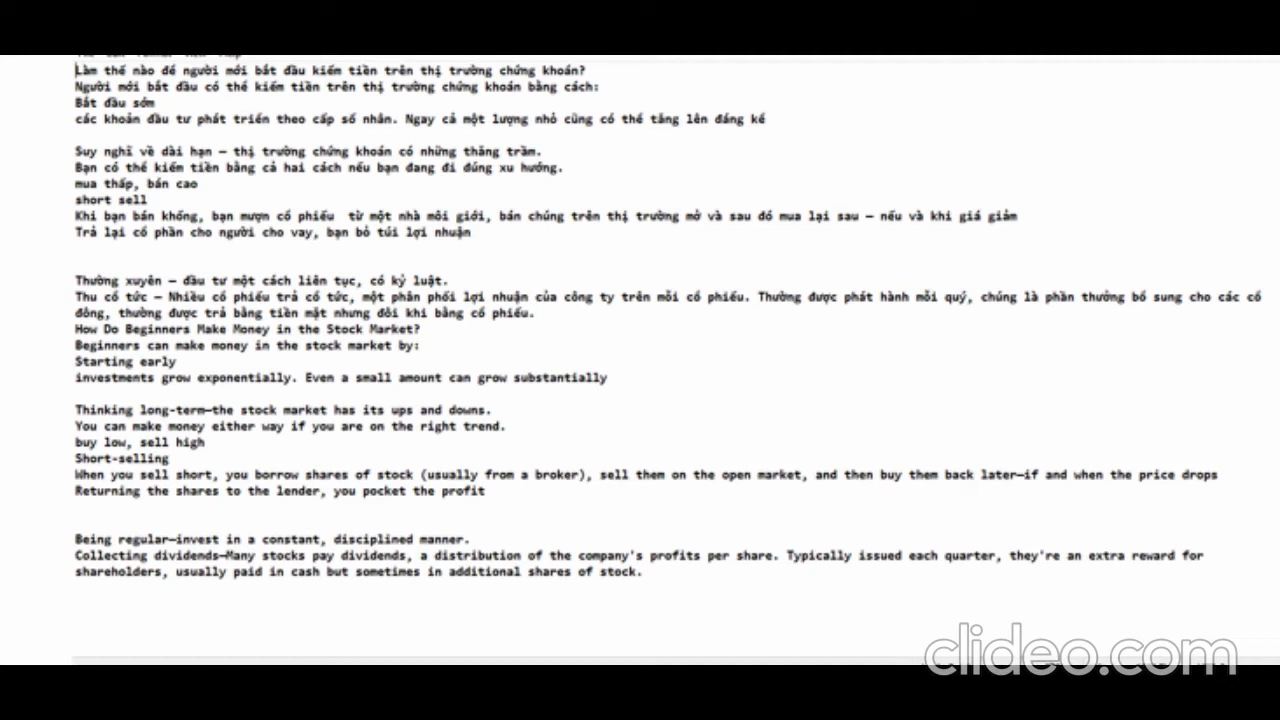 Làm thế nào để người mới bắt đầu kiếm tiền trên thị trường chứng khoán?
Người mới bắt đầu có thể kiếm tiền trên thị trường chứng khoán bằng cách:
Bắt đầu sớm
các khoản đầu tư phát triển theo cấp số nhân. Ngay cả một lượng nhỏ cũng có thể tăng lên đáng kể
Suy nghĩ về dài hạn – thị trường chứng khoán có những thăng trầm.
Bạn có thể kiếm tiền bằng cả hai cách nếu bạn đang đi đúng xu hướng.
mua thấp, bán cao
short sell
Khi bạn bán khống, bạn mượn cổ phiếu từ một nhà môi giới, bán chúng trên thị trường mở và sau đó mua lại sau – nếu và khi giá giảm
Trả lại cổ phần cho người cho vay, bạn bỏ túi lợi nhuận
Thường xuyên – đầu tư một cách liên tục, có kỷ luật.
Thu cổ tức – Nhiều cổ phiếu trả cổ tức, một phân phối lợi nhuận của công ty trên mỗi cổ phiếu. Thường được phát hành mỗi quý, chúng là phần thưởng bổ sung cho các cổ
đông, thường được trả bằng tiền mặt nhưng đôi khi bằng cổ phiếu.
How Do Beginners Make Money in the Stock Market?
Beginners can make money in the stock market by:
Starting early
investments grow exponentially. Even a small amount can grow substantially
Thinking long-term—the stock market has its ups and downs.
You can make money either way if you are on the right trend.
buy low, sell high
Short-selling
When you sell short, you borrow shares of stock (usually from a broker), sell them on the open market, and then buy them back later—if and when the price drops
Returning the shares to the lender, you pocket the profit
Being regular—invest in a constant, disciplined manner.
Collecting dividends—Many stocks pay dividends, a distribution of the company's profits per share. Typically issued each quarter, they're an extra reward for
shareholders, usually paid in cash but sometimes in additional shares of stock.
clideo.com